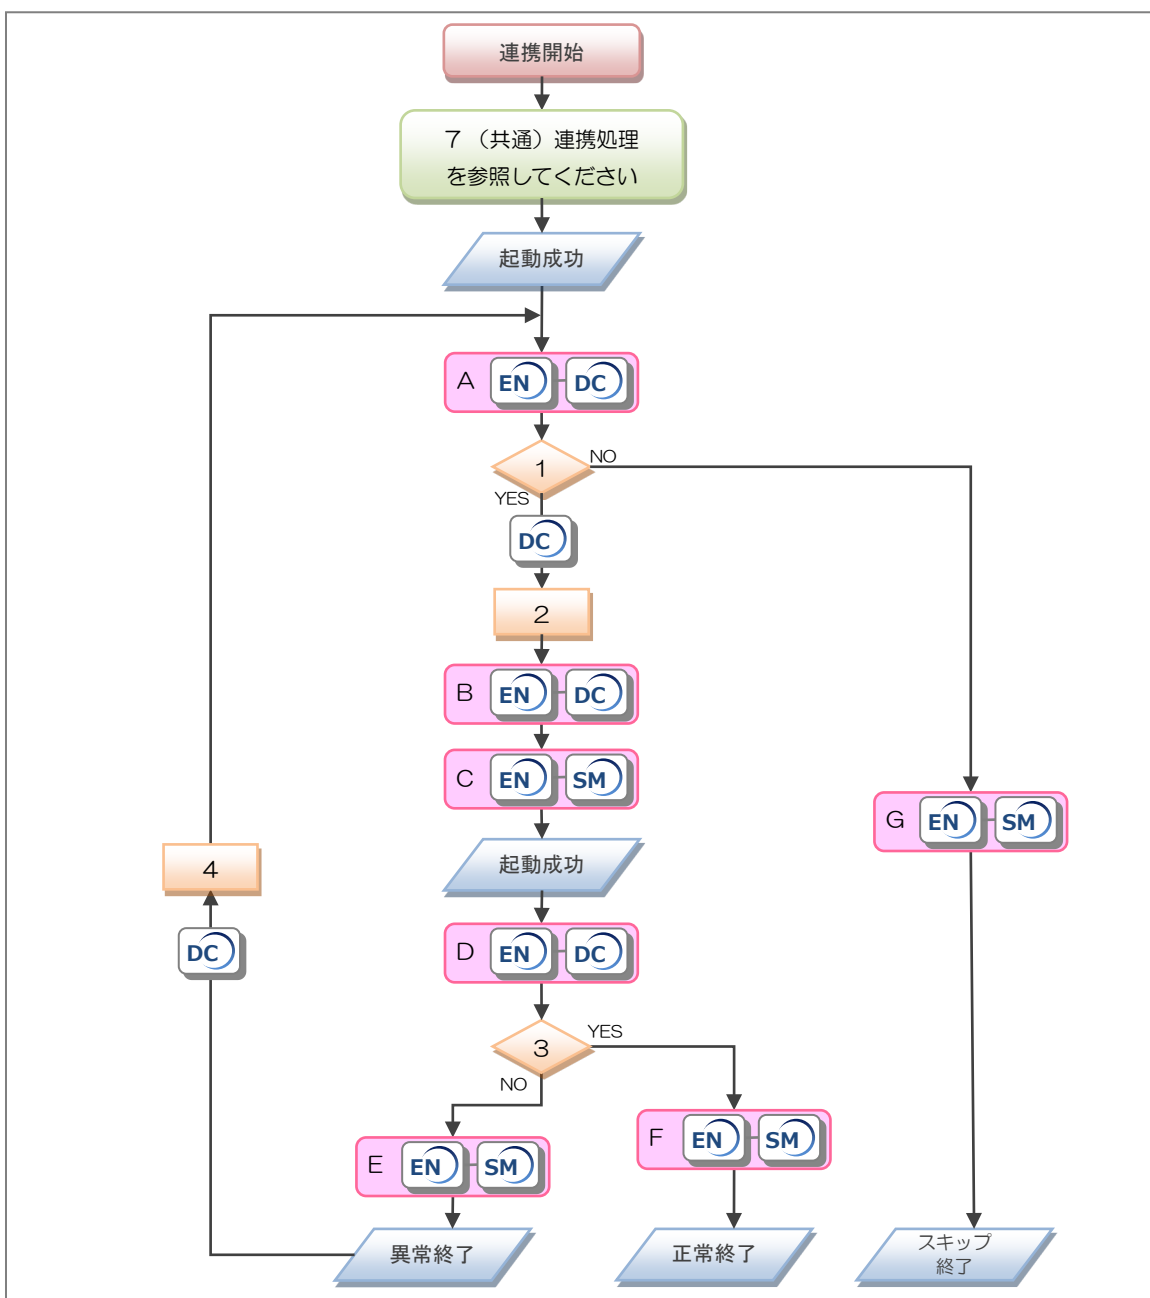 連携開始
7 （共通）連携処理
を参照してください
起動成功
A EN DC
1
NO
YES
DC
2
B EN DC
C EN SM
G EN SM
起動成功
4
D EN DC
DC
3
YES
NO
F EN SM
E EN SM
異常終了
正常終了
スキップ
終了